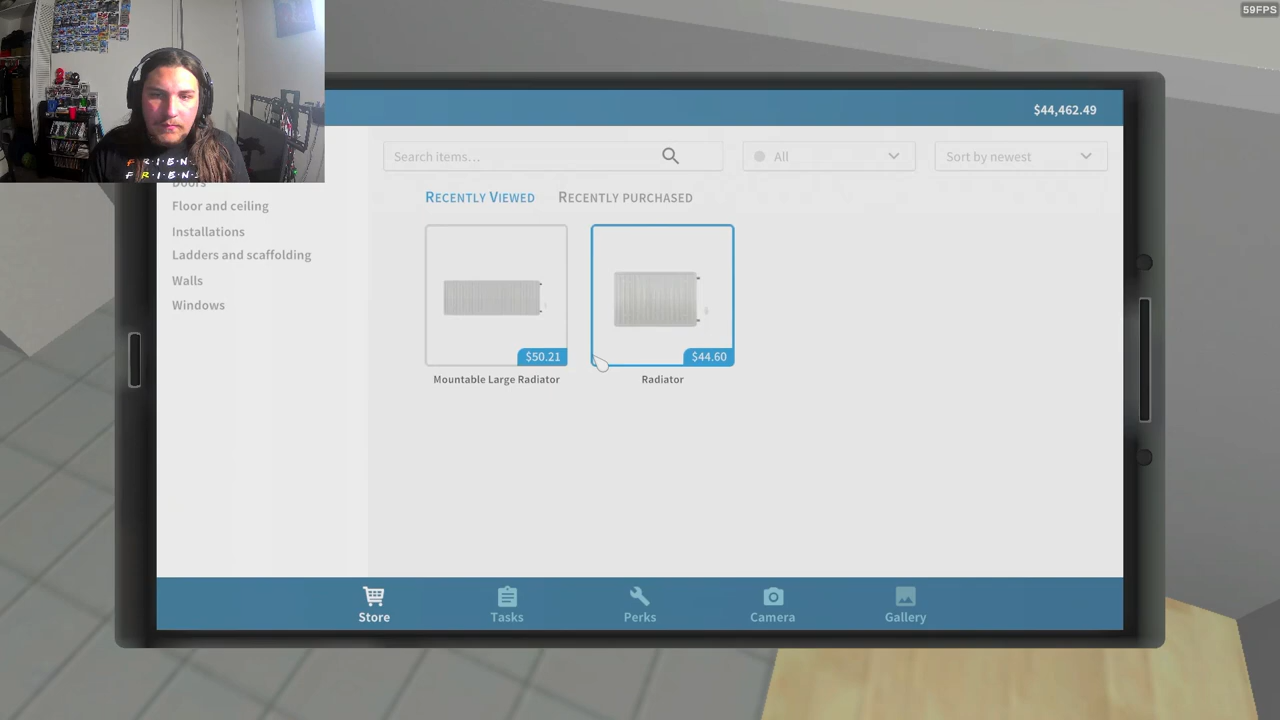 59FPS
F·R·I·E·N
F·R·I·E·N·S
$44,462.49
Search items...
All
Sort by newest
Doors
Floor and ceiling
Installations
Ladders and scaffolding
Walls
Windows
RECENTLY VIEWED
RECENTLY PURCHASED
$50.21
$44.60
Mountable Large Radiator
Radiator
Store
Tasks
Perks
Camera
Gallery